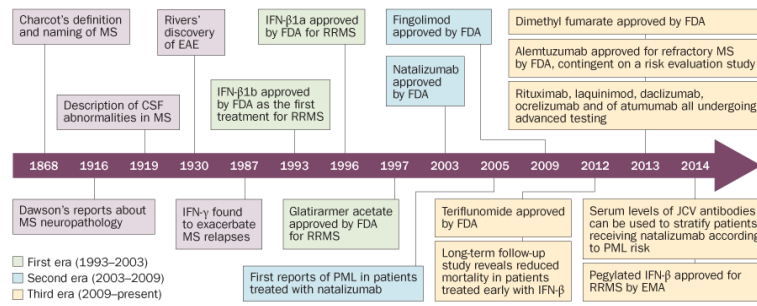 Charcot's definition
and naming of MS
Rivers'
discovery
of EAE
IFN-β1a approved
by FDA for RRMS
Fingolimod
approved by FDA
Dimethyl fumarate approved by FDA
Alemtuzumab approved for refractory MS
by FDA, contingent on a risk evaluation study
Natalizumab
approved
by FDA
IFN-β1b approved
by FDA as the first
treatment for RRMS
Description of CSF
abnormalities in MS
Rituximab, laquinimod, daclizumab,
ocrelizumab and of atumumab all undergoing
advanced testing
1868 1916 1919 1930 1987 1993 1996 1997 2003 2005 2009 2012 2013 2014
Dawson's reports about
MS neuropathology
IFN-γ found
to exacerbate
MS relapses
Glatirarmer acetate
approved by FDA
for RRMS
Teriflunomide approved by
FDA
Serum levels of JCV antibodies
can be used to stratify patients
receiving natalizumab according
to PML risk
Long-term follow-up
study reveals reduced
mortality in patients
treated early with IFN-β
First reports of PML in patients
treated with natalizumab
Pegylated IFN-β approved for
RRMS by EMA
First era (1993–2003)
Second era (2003–2009)
Third era (2009–present)